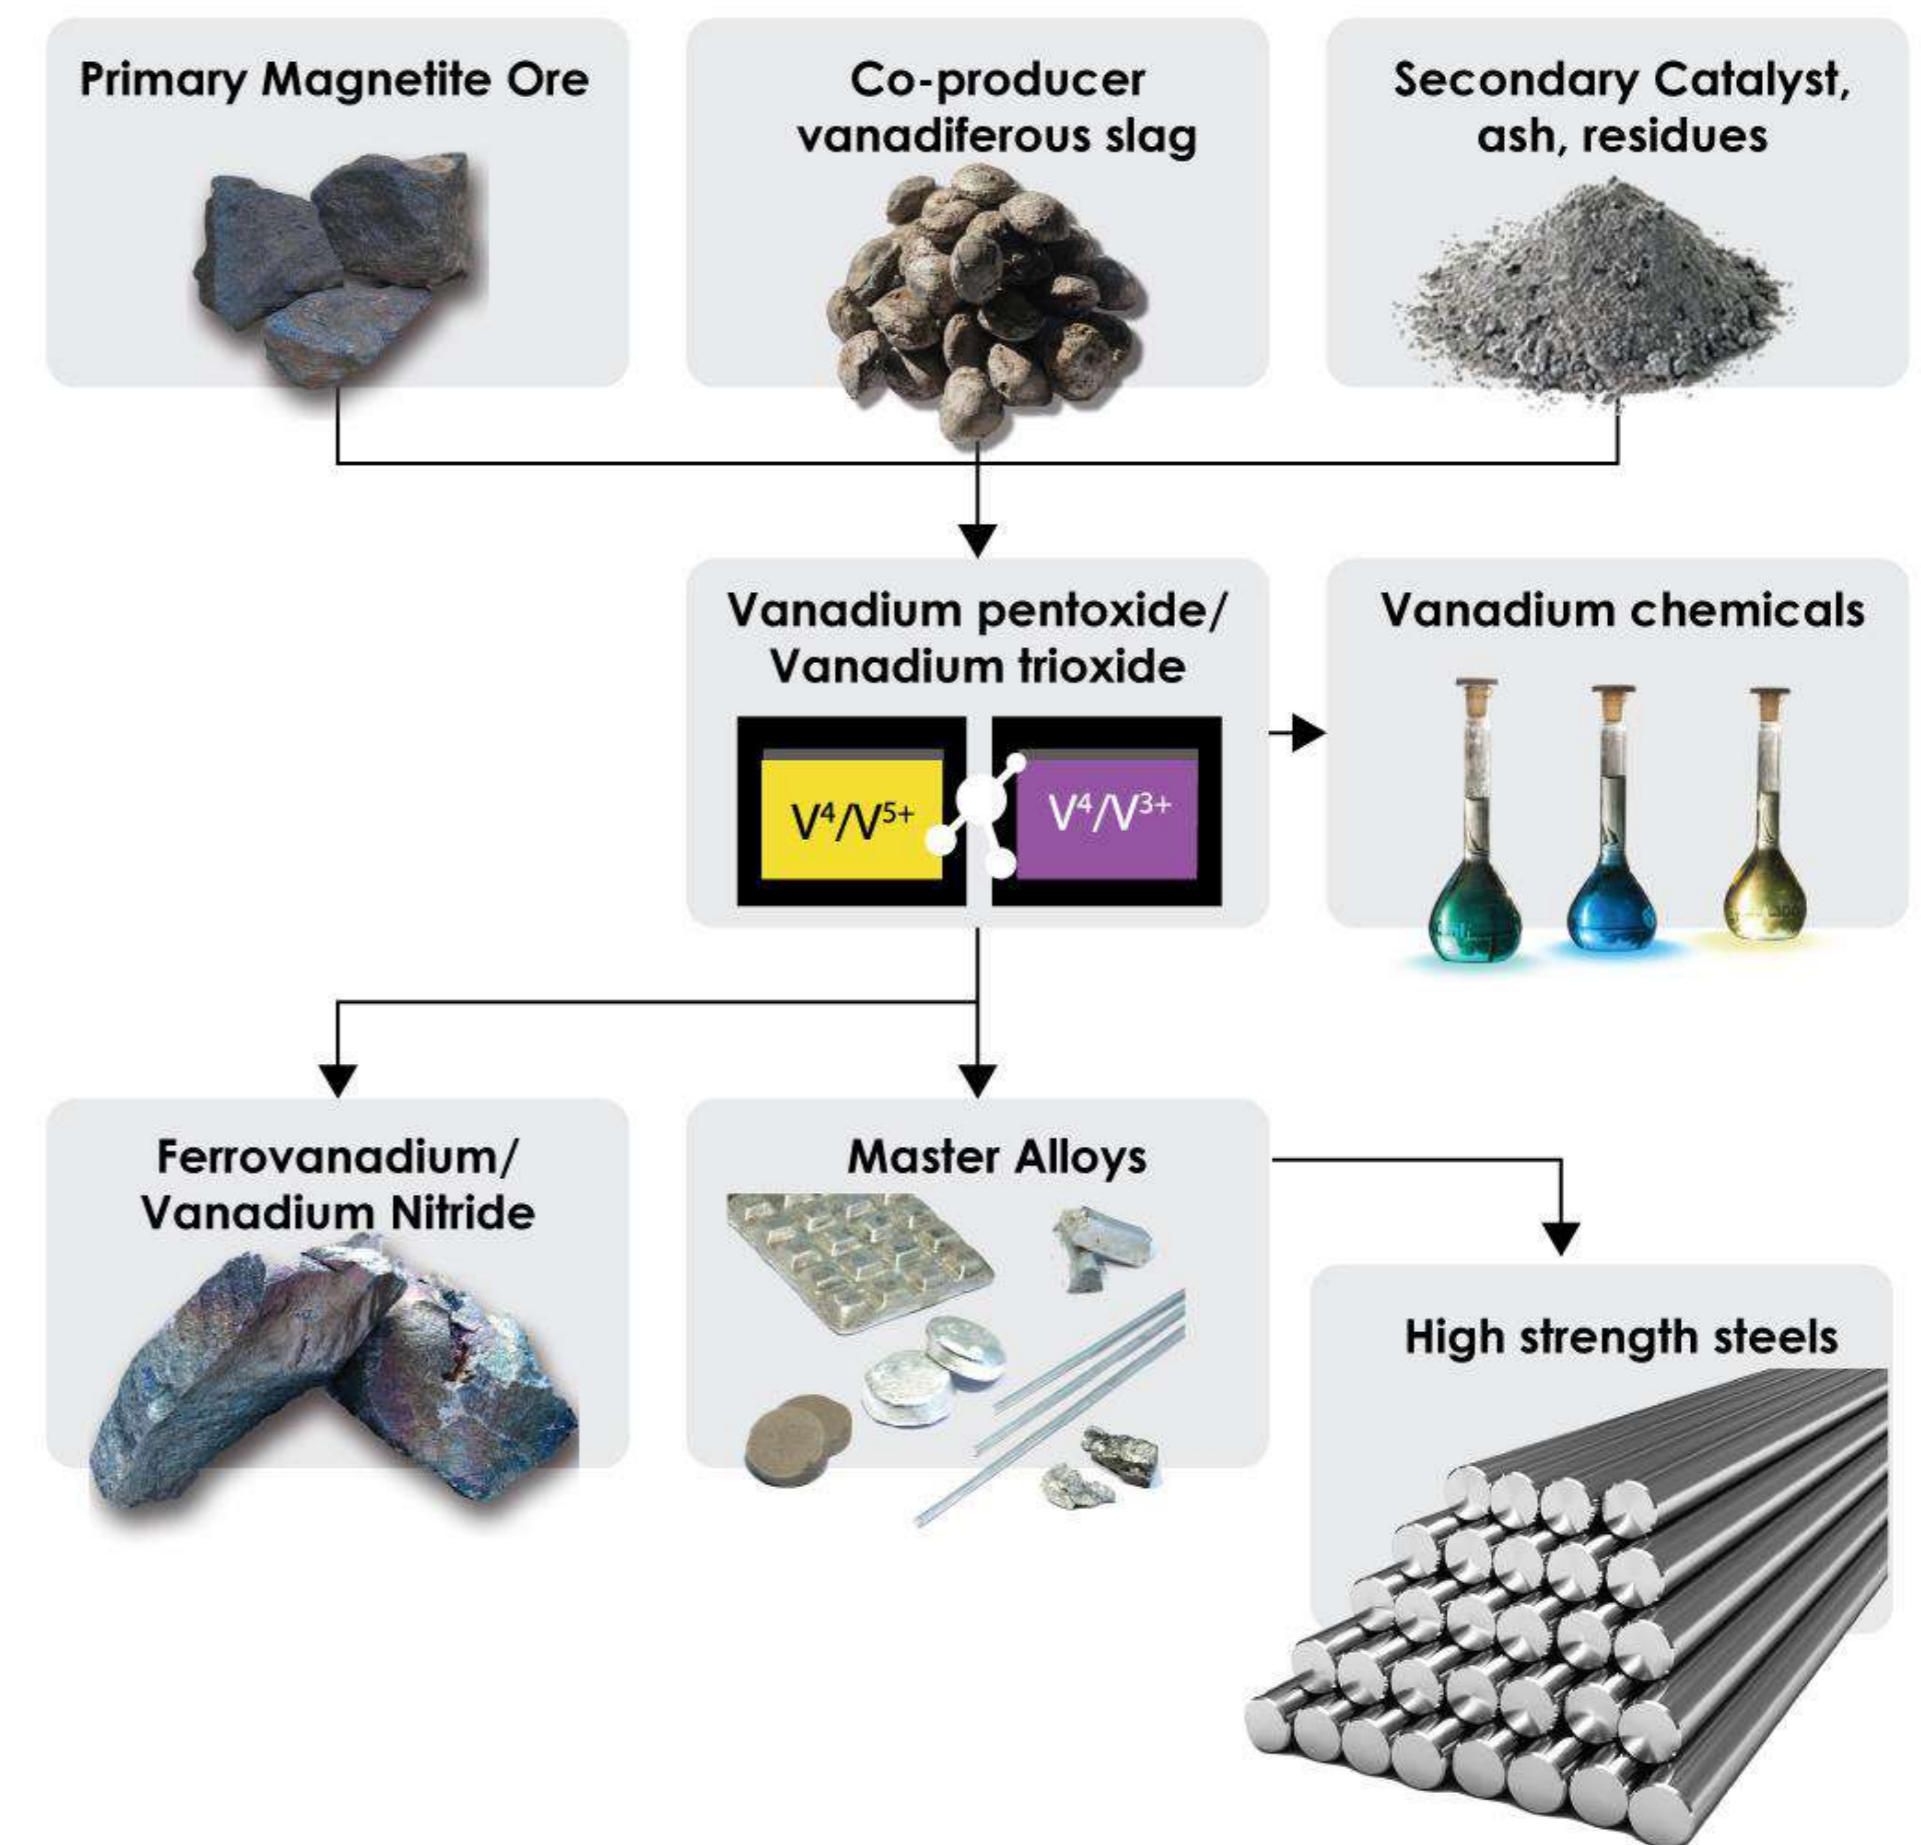 Primary Magnetite Ore
Co-producer
vanadiferous slag
Secondary Catalyst,
ash, residues
Vanadium pentoxide/
Vanadium trioxide
V⁴/V⁵⁺
V⁴/V³⁺
Vanadium chemicals
Ferrovanadium/
Vanadium Nitride
Master Alloys
High strength steels